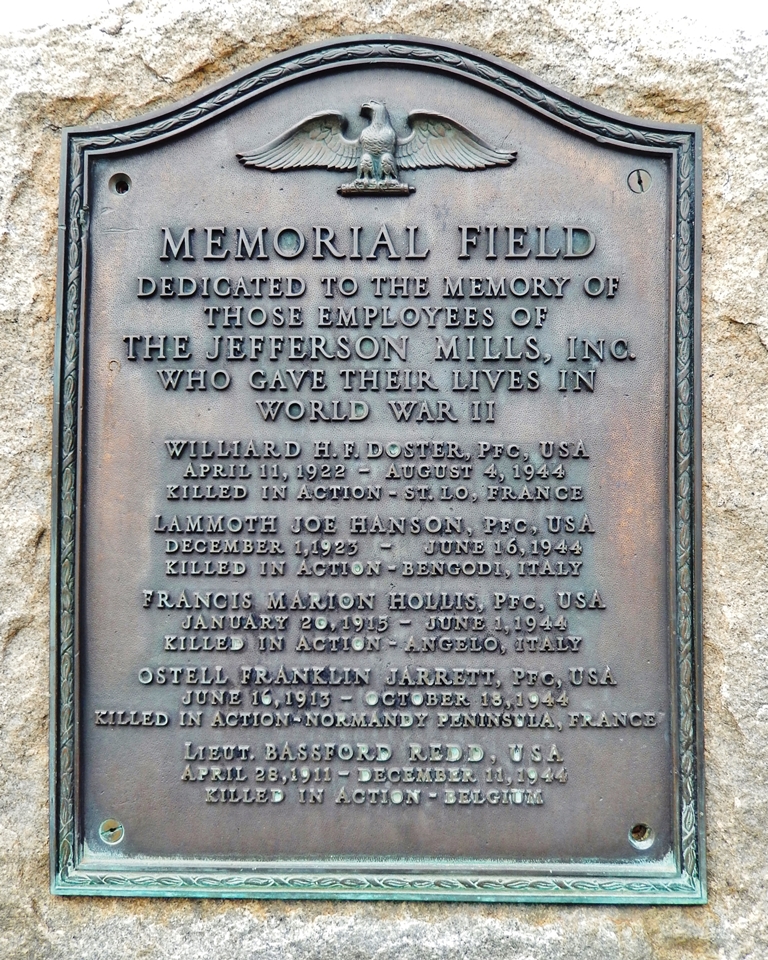 MEMORIAL FIELD
DEDICATED TO THE MEMORY OF
THOSE EMPLOYEES OF
THE JEFFERSON MILLS, INC.
WHO GAVE THEIR LIVES IN
WORLD WAR II
WILLIARD H. F. DOSTER, PFC, USA
APRIL 11, 1922 - AUGUST 4, 1944
KILLED IN ACTION - ST. LO, FRANCE
LAMMOTH JOE HANSON, PFC, USA
DECEMBER 1, 1923 - JUNE 16, 1944
KILLED IN ACTION - BENGODI, ITALY
FRANCIS MARION HOLLIS, PFC, USA
JANUARY 20, 1915 - JUNE 1, 1944
KILLED IN ACTION - ANGELO, ITALY
OSTELL FRANKLIN JARRETT, PFC, USA
JUNE 16, 1913 - OCTOBER 18, 1944
KILLED IN ACTION - NORMANDY PENINSULA, FRANCE
LIEUT. BASSFORD REDD, USA
APRIL 28, 1911 - DECEMBER 11, 1944
KILLED IN ACTION - BELGIUM